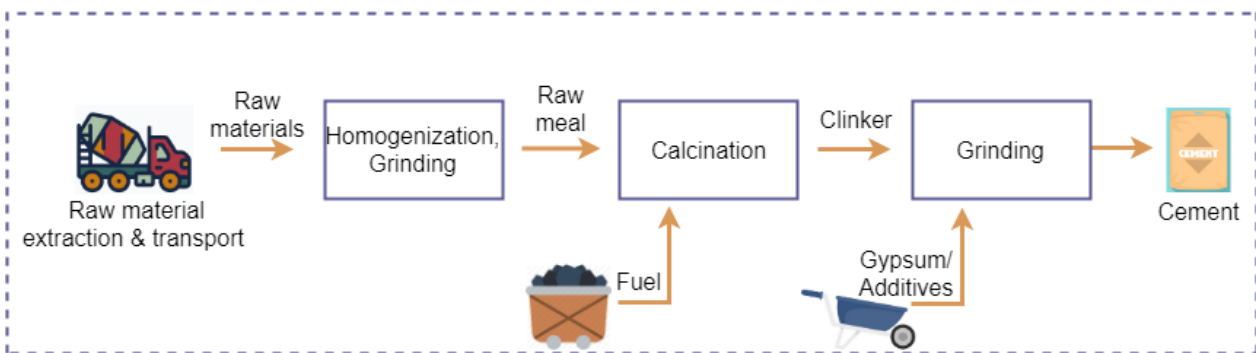 Raw
materials
Homogenization,
Grinding
Raw
meal
Calcination
Clinker
Grinding
CEMENT
Cement
Raw material
extraction & transport
Fuel
Gypsum/
Additives